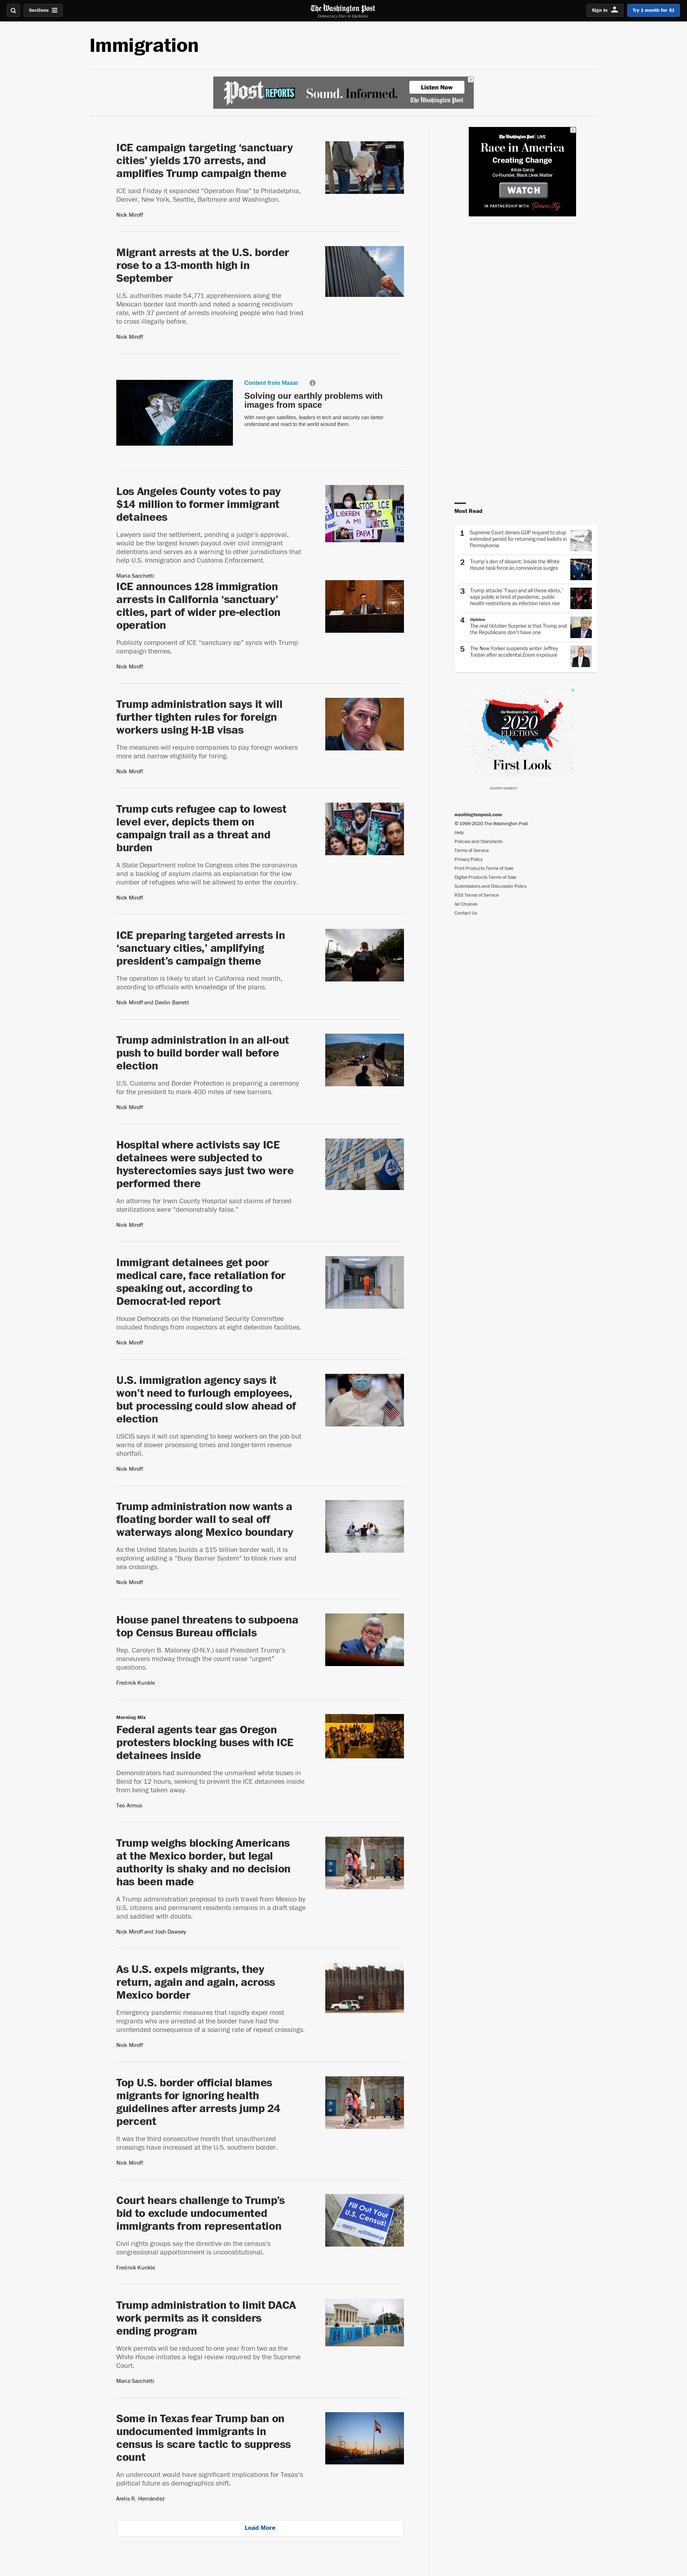 Sections
The Washington Post
Democracy Dies in Darkness
Sign In
Try 1 month for $1
Immigration
POST REPORTS
Sound. Informed.
Listen Now
The Washington Post
ICE campaign targeting ‘sanctuary
cities’ yields 170 arrests, and
amplifies Trump campaign theme
ICE said Friday it expanded “Operation Rise” to Philadelphia,
Denver, New York, Seattle, Baltimore and Washington.
Nick Miroff
Migrant arrests at the U.S. border
rose to a 13-month high in
September
U.S. authorities made 54,771 apprehensions along the
Mexican border last month and noted a soaring recidivism
rate, with 37 percent of arrests involving people who had tried
to cross illegally before.
Nick Miroff
Content from Maxar
Solving our earthly problems with
images from space
With next-gen satellites, leaders in tech and security can better
understand and react to the world around them.
Los Angeles County votes to pay
$14 million to former immigrant
detainees
Lawyers said the settlement, pending a judge’s approval,
would be the largest known payout over civil immigrant
detentions and serves as a warning to other jurisdictions that
help U.S. Immigration and Customs Enforcement.
Maria Sacchetti
STOP ICE
LIBEREN
A MI
PAPA!
ICE announces 128 immigration
arrests in California ‘sanctuary’
cities, part of wider pre-election
operation
Publicity component of ICE “sanctuary op” syncs with Trump
campaign themes.
Nick Miroff
Trump administration says it will
further tighten rules for foreign
workers using H-1B visas
The measures will require companies to pay foreign workers
more and narrow eligibility for hiring.
Nick Miroff
Trump cuts refugee cap to lowest
level ever, depicts them on
campaign trail as a threat and
burden
A State Department notice to Congress cites the coronavirus
and a backlog of asylum claims as explanation for the low
number of refugees who will be allowed to enter the country.
Nick Miroff
ICE preparing targeted arrests in
‘sanctuary cities,’ amplifying
president’s campaign theme
The operation is likely to start in California next month,
according to officials with knowledge of the plans.
Nick Miroff and Devlin Barrett
Trump administration in an all-out
push to build border wall before
election
U.S. Customs and Border Protection is preparing a ceremony
for the president to mark 400 miles of new barriers.
Nick Miroff
Hospital where activists say ICE
detainees were subjected to
hysterectomies says just two were
performed there
An attorney for Irwin County Hospital said claims of forced
sterilizations were “demonstrably false.”
Nick Miroff
Immigrant detainees get poor
medical care, face retaliation for
speaking out, according to
Democrat-led report
House Democrats on the Homeland Security Committee
included findings from inspectors at eight detention facilities.
Nick Miroff
U.S. immigration agency says it
won’t need to furlough employees,
but processing could slow ahead of
election
USCIS says it will cut spending to keep workers on the job but
warns of slower processing times and longer-term revenue
shortfall.
Nick Miroff
Trump administration now wants a
floating border wall to seal off
waterways along Mexico boundary
As the United States builds a $15 billion border wall, it is
exploring adding a “Buoy Barrier System” to block river and
sea crossings.
Nick Miroff
House panel threatens to subpoena
top Census Bureau officials
Rep. Carolyn B. Maloney (D-N.Y.) said President Trump’s
maneuvers midway through the count raise “urgent”
questions.
Fredrick Kunkle
Morning Mix
Federal agents tear gas Oregon
protesters blocking buses with ICE
detainees inside
Demonstrators had surrounded the unmarked white buses in
Bend for 12 hours, seeking to prevent the ICE detainees inside
from being taken away.
Teo Armus
Trump weighs blocking Americans
at the Mexico border, but legal
authority is shaky and no decision
has been made
A Trump administration proposal to curb travel from Mexico by
U.S. citizens and permanent residents remains in a draft stage
and saddled with doubts.
Nick Miroff and Josh Dawsey
As U.S. expels migrants, they
return, again and again, across
Mexico border
Emergency pandemic measures that rapidly expel most
migrants who are arrested at the border have had the
unintended consequence of a soaring rate of repeat crossings.
Nick Miroff
Top U.S. border official blames
migrants for ignoring health
guidelines after arrests jump 24
percent
It was the third consecutive month that unauthorized
crossings have increased at the U.S. southern border.
Nick Miroff
Court hears challenge to Trump’s
bid to exclude undocumented
immigrants from representation
Civil rights groups say the directive on the census’s
congressional apportionment is unconstitutional.
Fredrick Kunkle
Fill Out Your
U.S. Census!
Trump administration to limit DACA
work permits as it considers
ending program
Work permits will be reduced to one year from two as the
White House initiates a legal review required by the Supreme
Court.
Maria Sacchetti
Some in Texas fear Trump ban on
undocumented immigrants in
census is scare tactic to suppress
count
An undercount would have significant implications for Texas’s
political future as demographics shift.
Arelis R. Hernández
Load More
The Washington Post LIVE
Race in America
Creating Change
Alicia Garza
Co-Founder, Black Lives Matter
WATCH
IN PARTNERSHIP WITH
Most Read
1
Supreme Court denies GOP request to stop
extended period for returning mail ballots in
Pennsylvania
2
Trump’s den of dissent: Inside the White
House task force as coronavirus surges
3
Trump attacks ‘Fauci and all these idiots,’
says public is tired of pandemic, public
health restrictions as infection rates rise
4
Opinion
The real October Surprise is that Trump and
the Republicans don’t have one
5
The New Yorker suspends writer Jeffrey
Toobin after accidental Zoom exposure
The Washington Post LIVE
2020
ELECTIONS
First Look
ADVERTISEMENT
washingtonpost.com
© 1996-2020 The Washington Post
Help
Policies and Standards
Terms of Service
Privacy Policy
Print Products Terms of Sale
Digital Products Terms of Sale
Submissions and Discussion Policy
RSS Terms of Service
Ad Choices
Contact Us